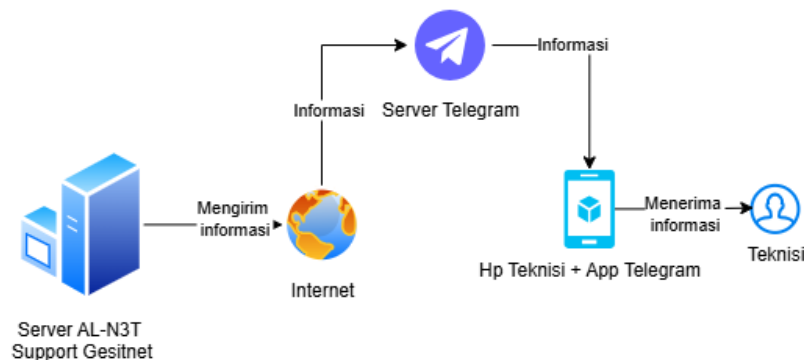 Informasi
Server Telegram
Informasi
Mengirim
informasi
Internet
Server AL-N3T
Support Gesitnet
Hp Teknisi + App Telegram
Menerima
informasi
Teknisi